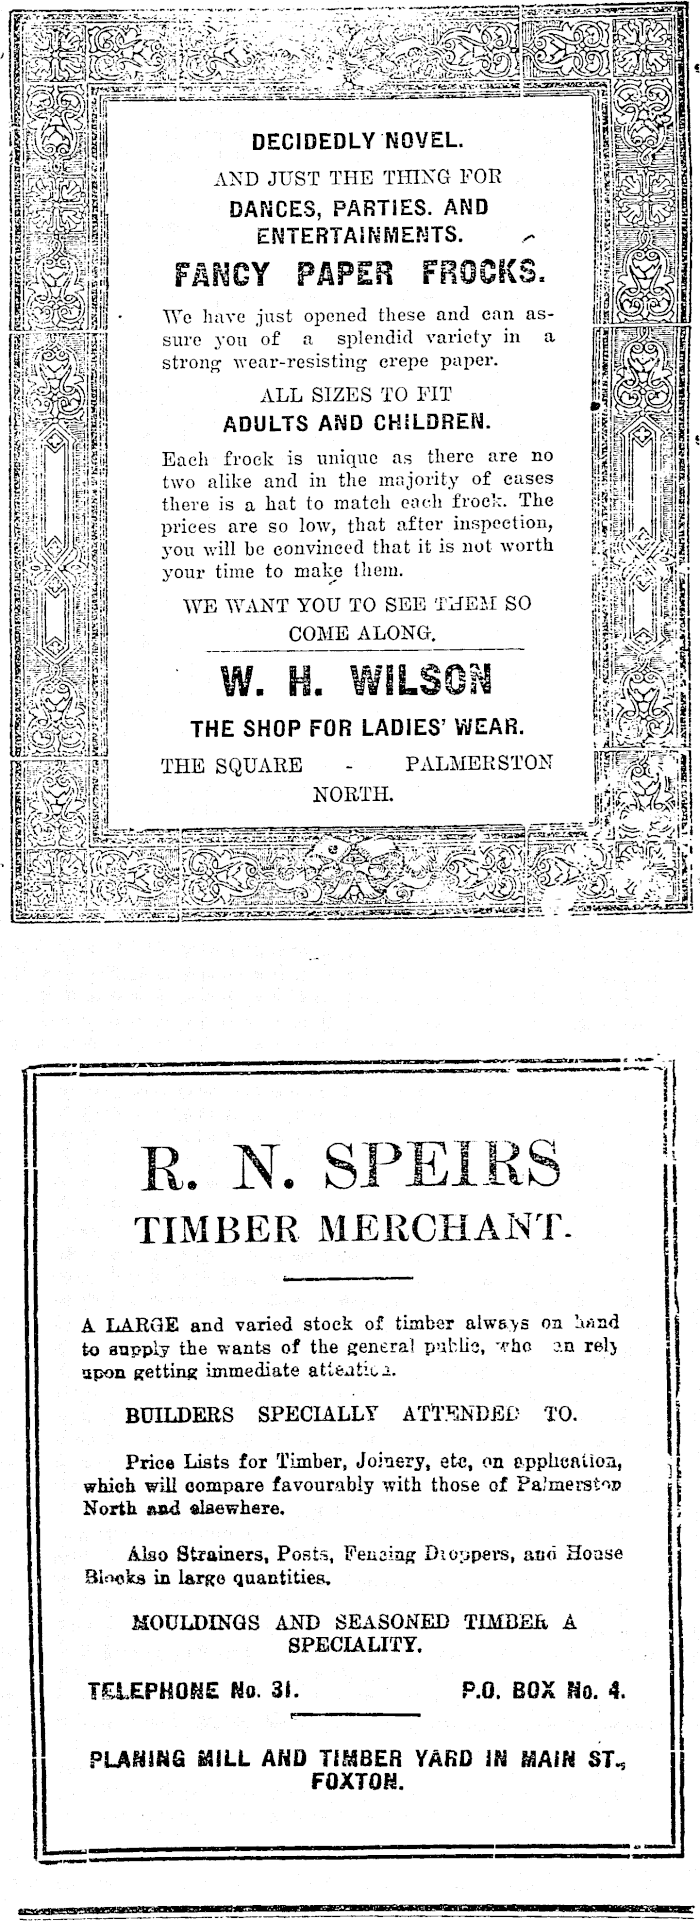 DECIDEDLY NOVEL.
AND JUST THE THING FOR
DANCES, PARTIES. AND
ENTERTAINMENTS.
FANCY PAPER FROCKS.
We have just opened these and can as-
sure you of a splendid variety in a
strong wear-resisting crepe paper.
ALL SIZES TO FIT
ADULTS AND CHILDREN.
Each frock is unique as there are no
two alike and in the majority of cases
there is a hat to match each frock. The
prices are so low, that after inspection,
you will be convinced that it is not worth
your time to make them.
WE WANT YOU TO SEE THEM SO
COME ALONG.
W. H. WILSON
THE SHOP FOR LADIES' WEAR.
THE SQUARE - PALMERSTON
NORTH.
R. N. SPEIRS
TIMBER MERCHANT.
A LARGE and varied stock of timber always on hand
to supply the wants of the general public, who can rely
upon getting immediate attention.
BUILDERS SPECIALLY ATTENDED TO.
Price Lists for Timber, Joinery, etc, on application,
which will compare favourably with those of Palmerston
North and elsewhere.
Also Strainers, Posts, Fencing Droppers, and House
Blocks in large quantities.
MOULDINGS AND SEASONED TIMBER A
SPECIALITY.
TELEPHONE No. 31. P.O. BOX No. 4.
PLANING MILL AND TIMBER YARD IN MAIN ST.,
FOXTON.